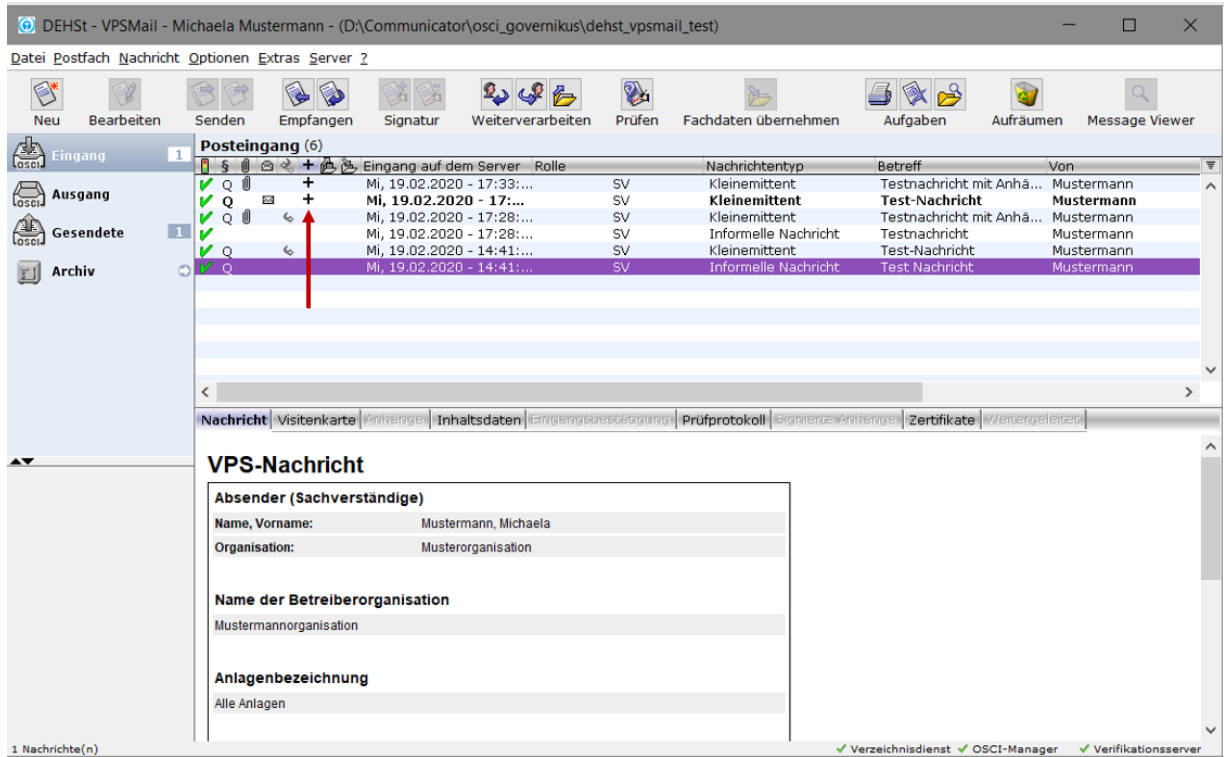 DEHSt - VPSMail - Michaela Mustermann - (D:\Communicator\osci_governikus\dehst_vpsmail_test)
Datei Postfach Nachricht Optionen Extras Server ?
Neu Bearbeiten Senden Empfangen Signatur Weiterverarbeiten Prüfen Fachdaten übernehmen Aufgaben Aufräumen Message Viewer
OSCI Eingang 1
Ausgang
OSCI Gesendete 1
Archiv
Posteingang (6)
§ + Eingang auf dem Server Rolle Nachrichtentyp Betreff Von
Q + Mi, 19.02.2020 - 17:33:... SV Kleinemittent Testnachricht mit Anhä... Mustermann
Q + Mi, 19.02.2020 - 17:... SV Kleinemittent Test-Nachricht Mustermann
Q Mi, 19.02.2020 - 17:28:... SV Kleinemittent Testnachricht mit Anhä... Mustermann
Mi, 19.02.2020 - 17:28:... SV Informelle Nachricht Testnachricht Mustermann
Q Mi, 19.02.2020 - 14:41:... SV Kleinemittent Test-Nachricht Mustermann
Q Mi, 19.02.2020 - 14:41:... SV Informelle Nachricht Test Nachricht Mustermann
Nachricht Visitenkarte Anhänge Inhaltsdaten Eingangsbestätigung Prüfprotokoll Signierte Anhänge Zertifikate Weitergeleitet
VPS-Nachricht
Absender (Sachverständige)
Name, Vorname: Mustermann, Michaela
Organisation: Musterorganisation
Name der Betreiberorganisation
Mustermannorganisation
Anlagenbezeichnung
Alle Anlagen
1 Nachrichte(n) Verzeichnisdienst OSCI-Manager Verifikationsserver